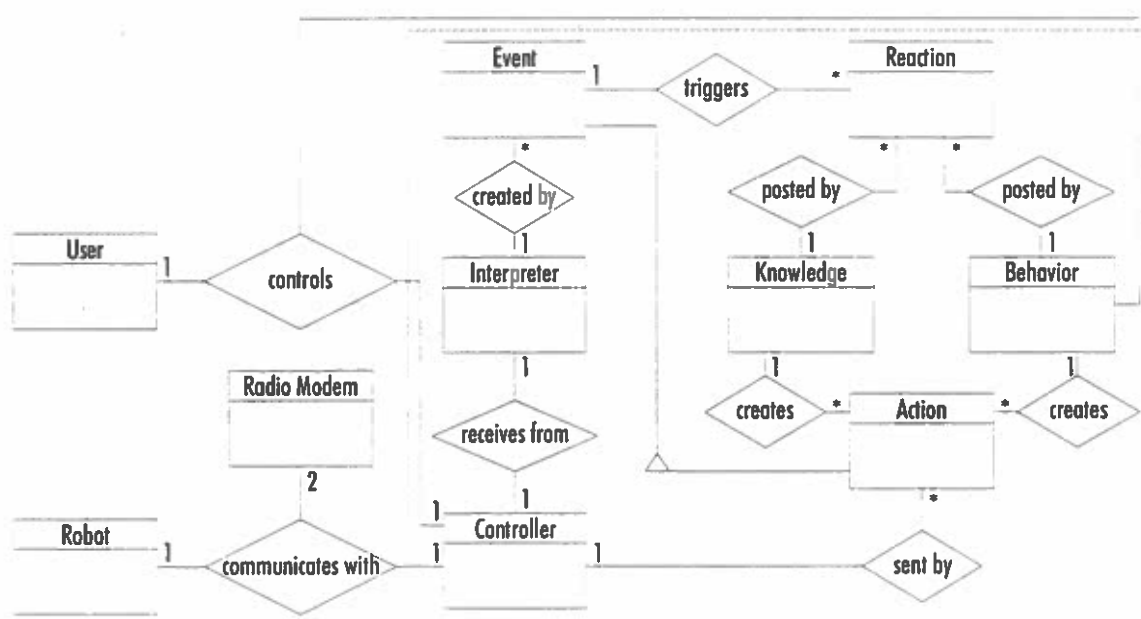 Event
Reaction
1
*
triggers
*
*
*
created by
posted by
posted by
1
1
1
User
1
controls
Interpreter
Knowledge
Behavior
1
1
1
Radio Modem
creates
*
Action
*
creates
receives from
2
1
*
1
Controller
Robot
1
communicates with
1
1
sent by